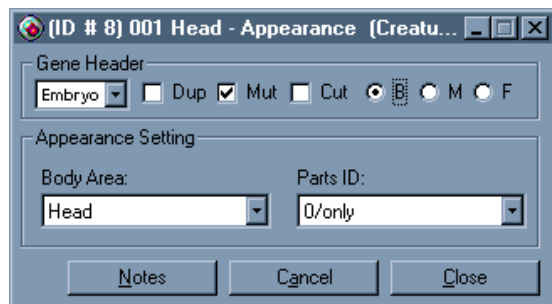 (ID # 8) 001 Head - Appearance (Creatu...
Gene Header
Embryo Dup Mut Cut B M F
Appearance Setting
Body Area: Parts ID:
Head 0/only
Notes Cancel Close